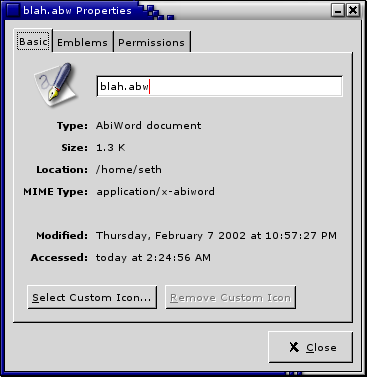 blah.abw Properties
Basic Emblems Permissions
blah.abw
Type: AbiWord document
Size: 1.3 K
Location: /home/seth
MIME Type: application/x-abiword
Modified: Thursday, February 7 2002 at 10:57:27 PM
Accessed: today at 2:24:56 AM
Select Custom Icon... Remove Custom Icon
Close